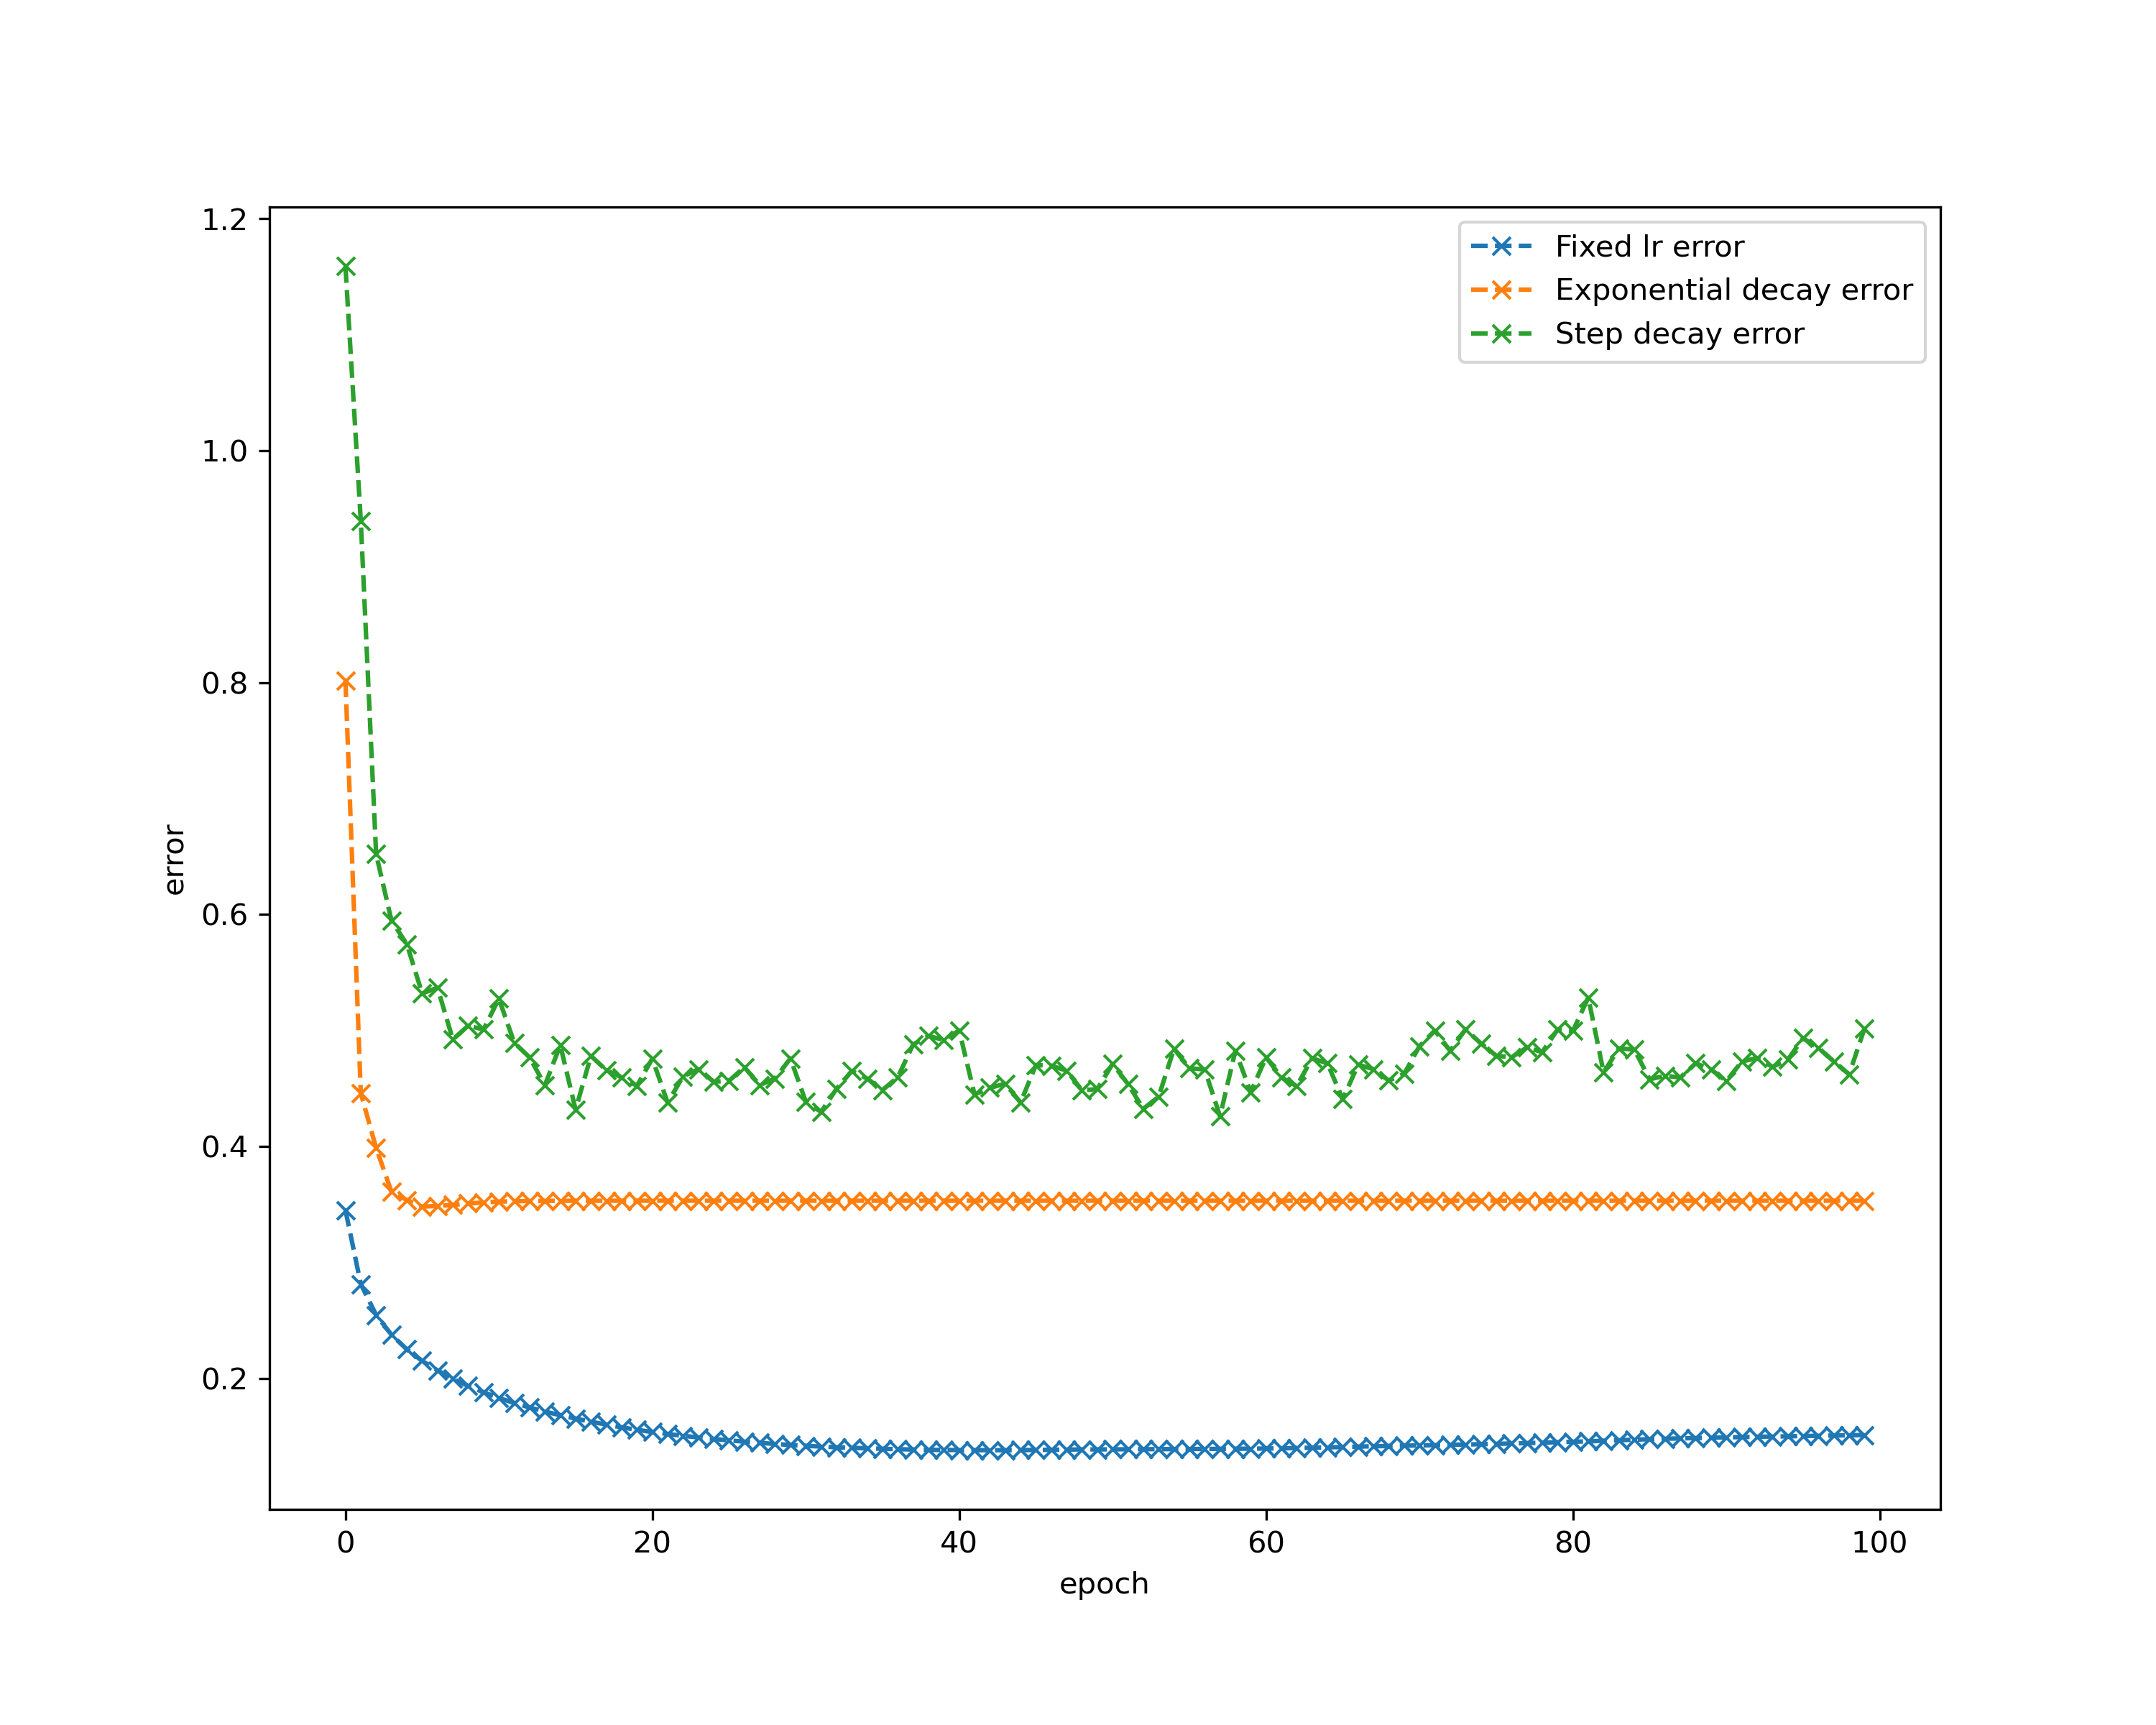 1.2
1.0
0.8
0.6
0.4
0.2
error
Fixed lr error
Exponential decay error
Step decay error
0 20 40 60 80 100
epoch